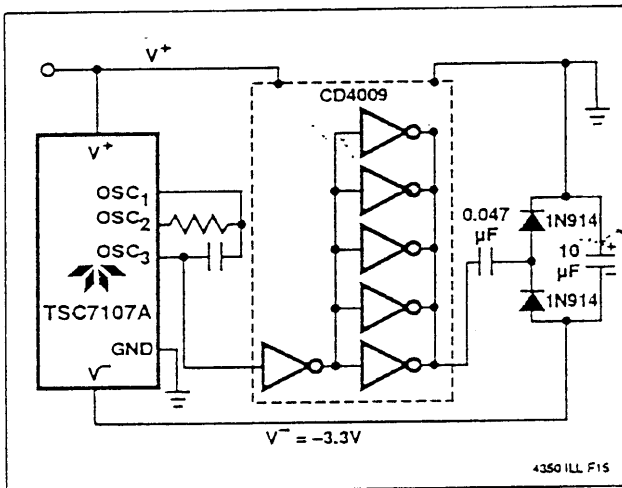 V+
CD4009
V+
OSC1
OSC2
OSC3
TSC7107A
GND
V−
0.047
µF
1N914
10
µF
+
1N914
V− = −3.3V
4350 ILL F15